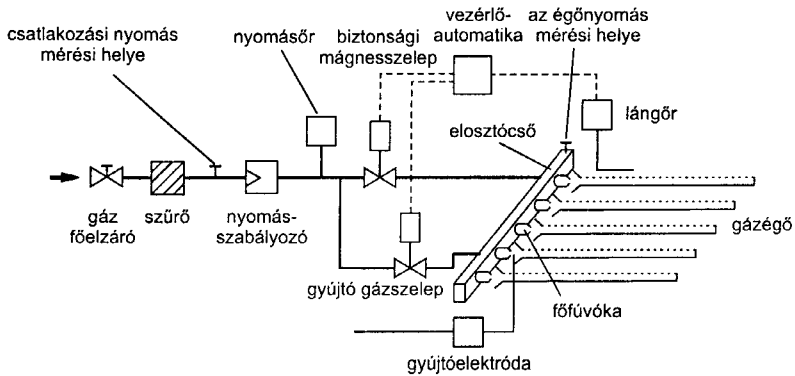 csatlakozási nyomás
mérési helye
nyomásőr
biztonsági
mágnesszelep
vezérlő-
automatika
az égőnyomás
mérési helye
lángőr
elosztócső
gáz
főelzáró
szűrő
nyomás-
szabályozó
gyújtó gázszelep
gázégő
főfúvóka
gyújtóelektróda